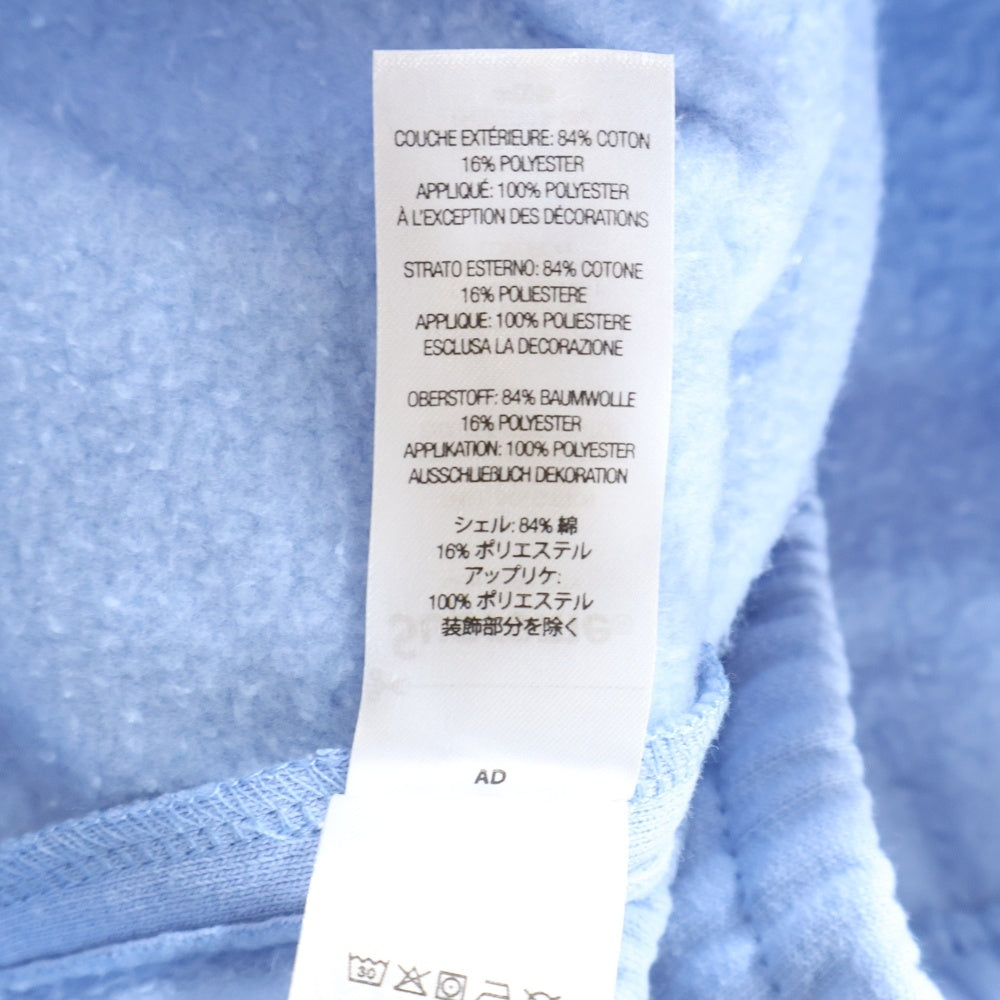 COUCHE EXTÉRIEURE: 84% COTON
16% POLYESTER
APPLIQUÉ: 100% POLYESTER
À L'EXCEPTION DES DÉCORATIONS
STRATO ESTERNO: 84% COTONE
16% POLIESTERE
APPLIQUE: 100% POLIESTERE
ESCLUSA LA DECORAZIONE
OBERSTOFF: 84% BAUMWOLLE
16% POLYESTER
APPLIKATION: 100% POLYESTER
AUSSCHLIEßLICH DEKORATION
シェル: 84% 綿
16% ポリエステル
アップリケ:
100% ポリエステル
装飾部分を除く
AD
30